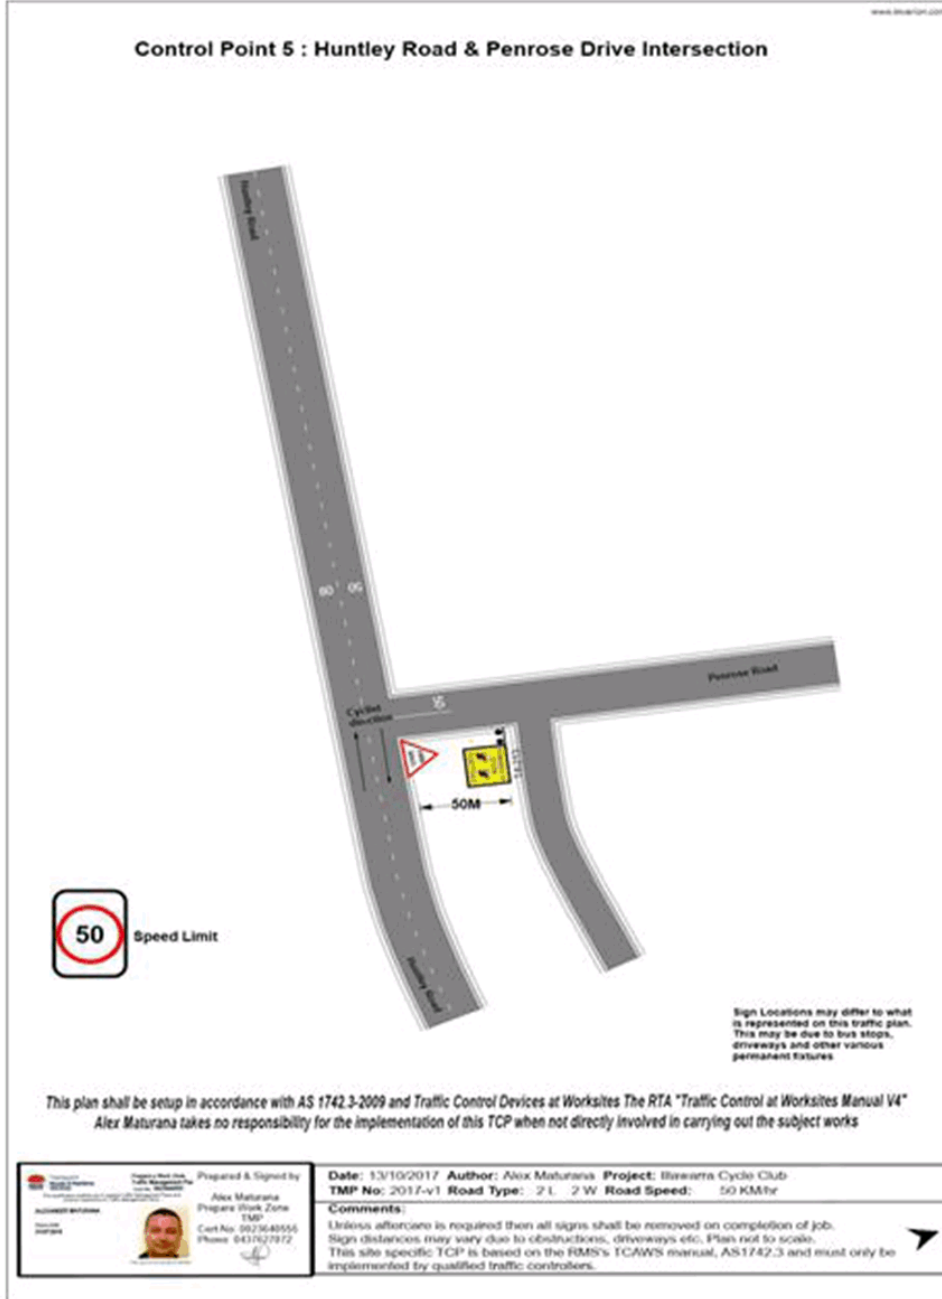 Control Point 5 : Huntley Road & Penrose Drive Intersection
Huntley Road
80 50
Penrose Road
50
Cyclist
direction
50M
50
Speed Limit
Huntley Road
Sign Locations may differ to what
is represented on this traffic plan.
This may be due to bus stops,
driveways and other various
permanent fixtures
This plan shall be setup in accordance with AS 1742.3-2009 and Traffic Control Devices at Worksites The RTA "Traffic Control at Worksites Manual V4"
Alex Maturana takes no responsibility for the implementation of this TCP when not directly involved in carrying out the subject works
Prepared & Signed by
Alex Maturana
Prepare Work Zone
TMP
Cert No:
Phone:
Date: 13/10/2017 Author: Alex Maturana Project: Illawarra Cycle Club
TMP No: 2017-v1 Road Type: 2 L 2 W Road Speed: 50 KM/hr
Comments:
Unless aftercare is required then all signs shall be removed on completion of job.
Sign distances may vary due to obstructions, driveways etc. Plan not to scale.
This site specific TCP is based on the RMS's TCAWS manual, AS1742.3 and must only be
implemented by qualified traffic controllers.